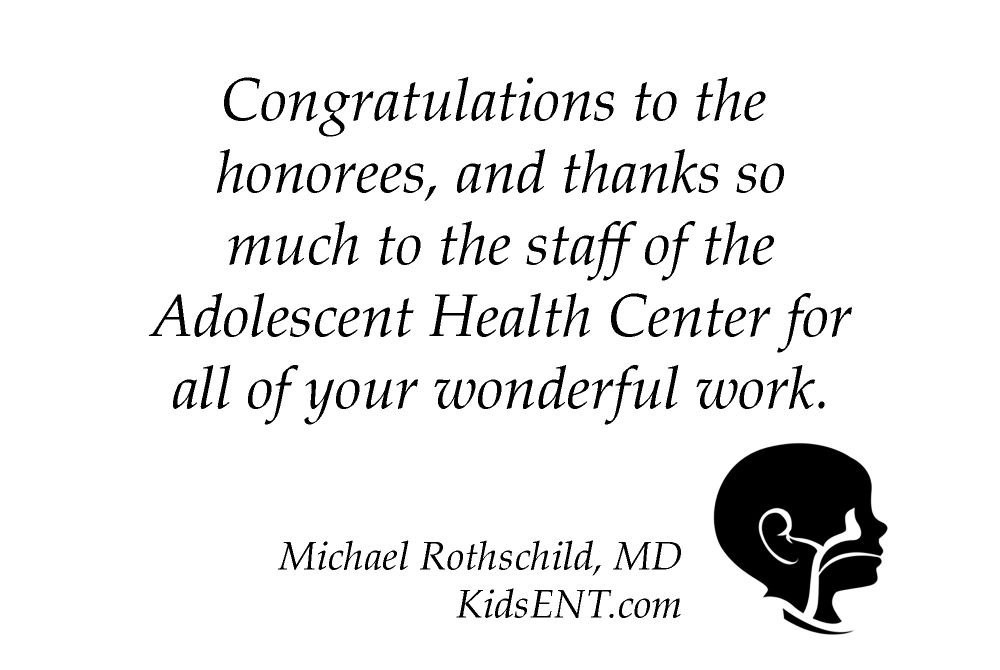 Congratulations to the
honorees, and thanks so
much to the staff of the
Adolescent Health Center for
all of your wonderful work.
Michael Rothschild, MD
KidsENT.com